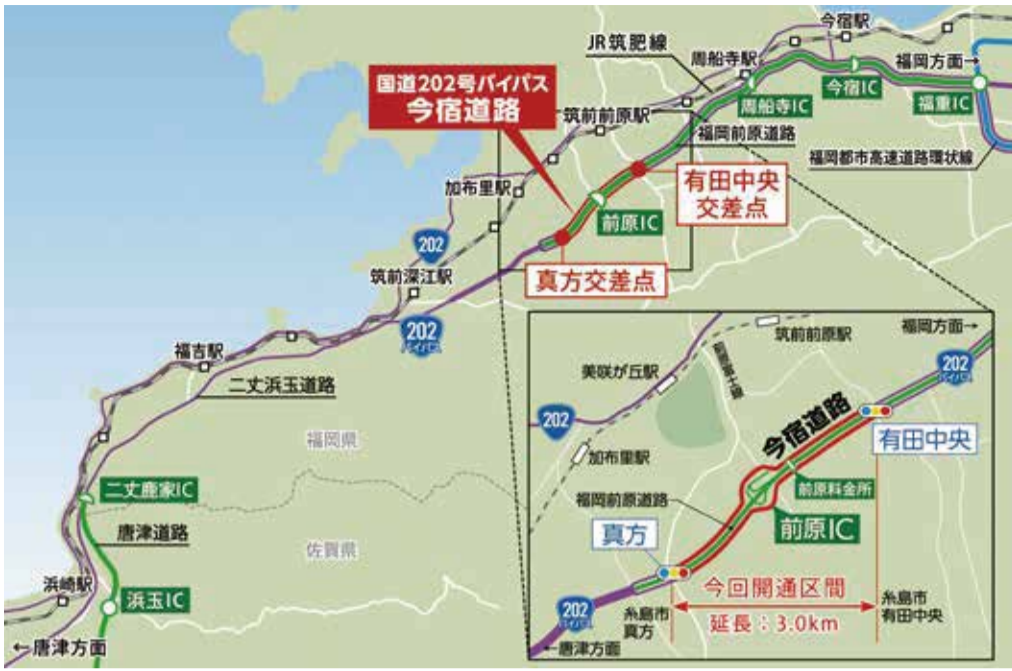 今宿駅
JR筑肥線
周船寺駅
福岡方面→
国道202号バイパス
今宿道路
今宿IC
福重IC
周船寺IC
筑前前原駅
福岡前原道路
福岡都市高速道路環状線
加布里駅
有田中央
交差点
前原IC
202
真方交差点
筑前深江駅
202
バイパス
福吉駅
二丈浜玉道路
福岡県
二丈鹿家IC
唐津道路
佐賀県
浜崎駅
浜玉IC
←唐津方面
筑前前原駅
福岡方面→
202
バイパス
美咲が丘駅
202
今宿道路
有田中央
加布里駅
前原料金所
福岡前原道路
前原IC
真方
今回開通区間
202
バイパス
糸島市
真方
延長：3.0km
糸島市
有田中央
←唐津方面